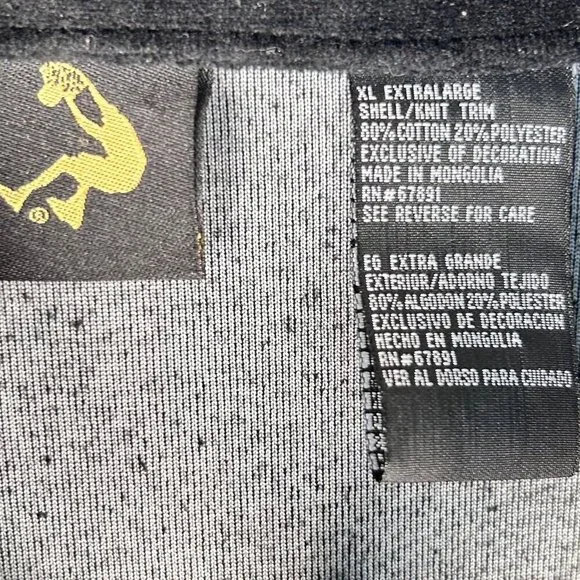 ®
XL EXTRALARGE
SHELL/KNIT TRIM
80% COTTON 20% POLYESTER
EXCLUSIVE OF DECORATION
MADE IN MONGOLIA
RN#67891
SEE REVERSE FOR CARE
EG EXTRA GRANDE
EXTERIOR/ADORNO TEJIDO
80% ALGODON 20% POLIESTER
EXCLUSIVO DE DECORACION
HECHO EN MONGOLIA
RN#67891
VER AL DORSO PARA CUIDADO